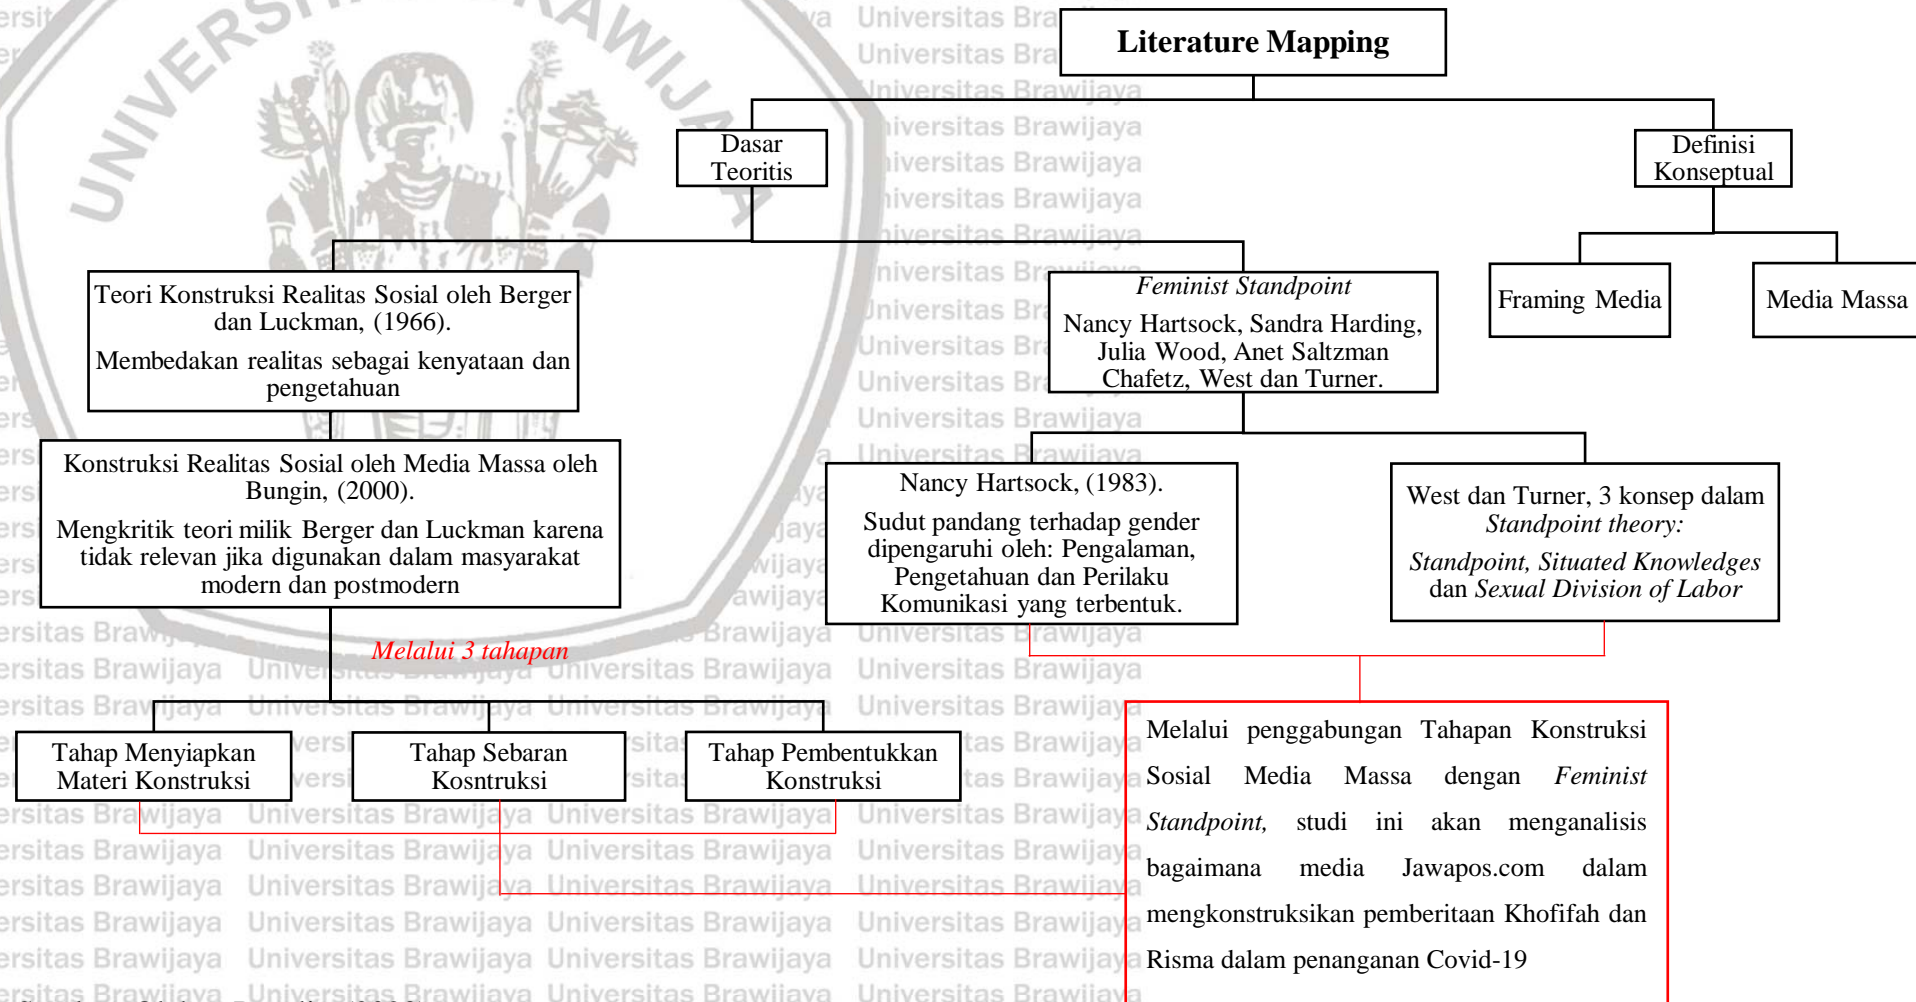 Literature Mapping
Dasar
Teoritis
Definisi
Konseptual
Teori Konstruksi Realitas Sosial oleh Berger
dan Luckman, (1966).
Membedakan realitas sebagai kenyataan dan
pengetahuan
Feminist Standpoint
Nancy Hartsock, Sandra Harding,
Julia Wood, Anet Saltzman
Chafetz, West dan Turner.
Framing Media
Media Massa
Konstruksi Realitas Sosial oleh Media Massa oleh
Bungin, (2000).
Mengkritik teori milik Berger dan Luckman karena
tidak relevan jika digunakan dalam masyarakat
modern dan postmodern
Nancy Hartsock, (1983).
Sudut pandang terhadap gender
dipengaruhi oleh: Pengalaman,
Pengetahuan dan Perilaku
Komunikasi yang terbentuk.
West dan Turner, 3 konsep dalam
Standpoint theory:
Standpoint, Situated Knowledges
dan Sexual Division of Labor
Melalui 3 tahapan
Tahap Menyiapkan
Materi Konstruksi
Tahap Sebaran
Kosntruksi
Tahap Pembentukkan
Konstruksi
Melalui penggabungan Tahapan Konstruksi
Sosial Media Massa dengan Feminist
Standpoint, studi ini akan menganalisis
bagaimana media Jawapos.com dalam
mengkonstruksikan pemberitaan Khofifah dan
Risma dalam penanganan Covid-19